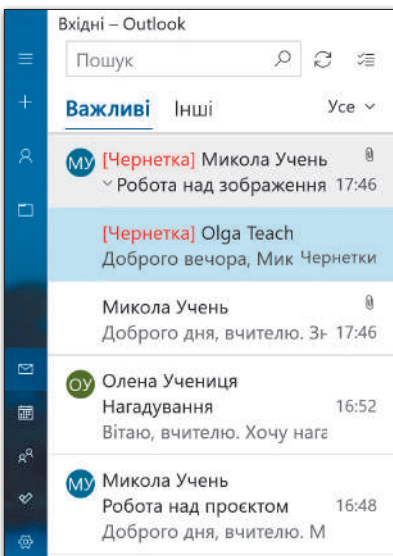 Вхідні – Outlook
Пошук
Важливі Інші Усе
МУ [Чернетка] Микола Учень
Робота над зображення 17:46
[Чернетка] Olga Teach
Доброго вечора, Мик Чернетки
Микола Учень
Доброго дня, вчителю. Зн 17:46
ОУ Олена Учениця
Нагадування 16:52
Вітаю, вчителю. Хочу нага
МУ Микола Учень
Робота над проєктом 16:48
Доброго дня, вчителю. М